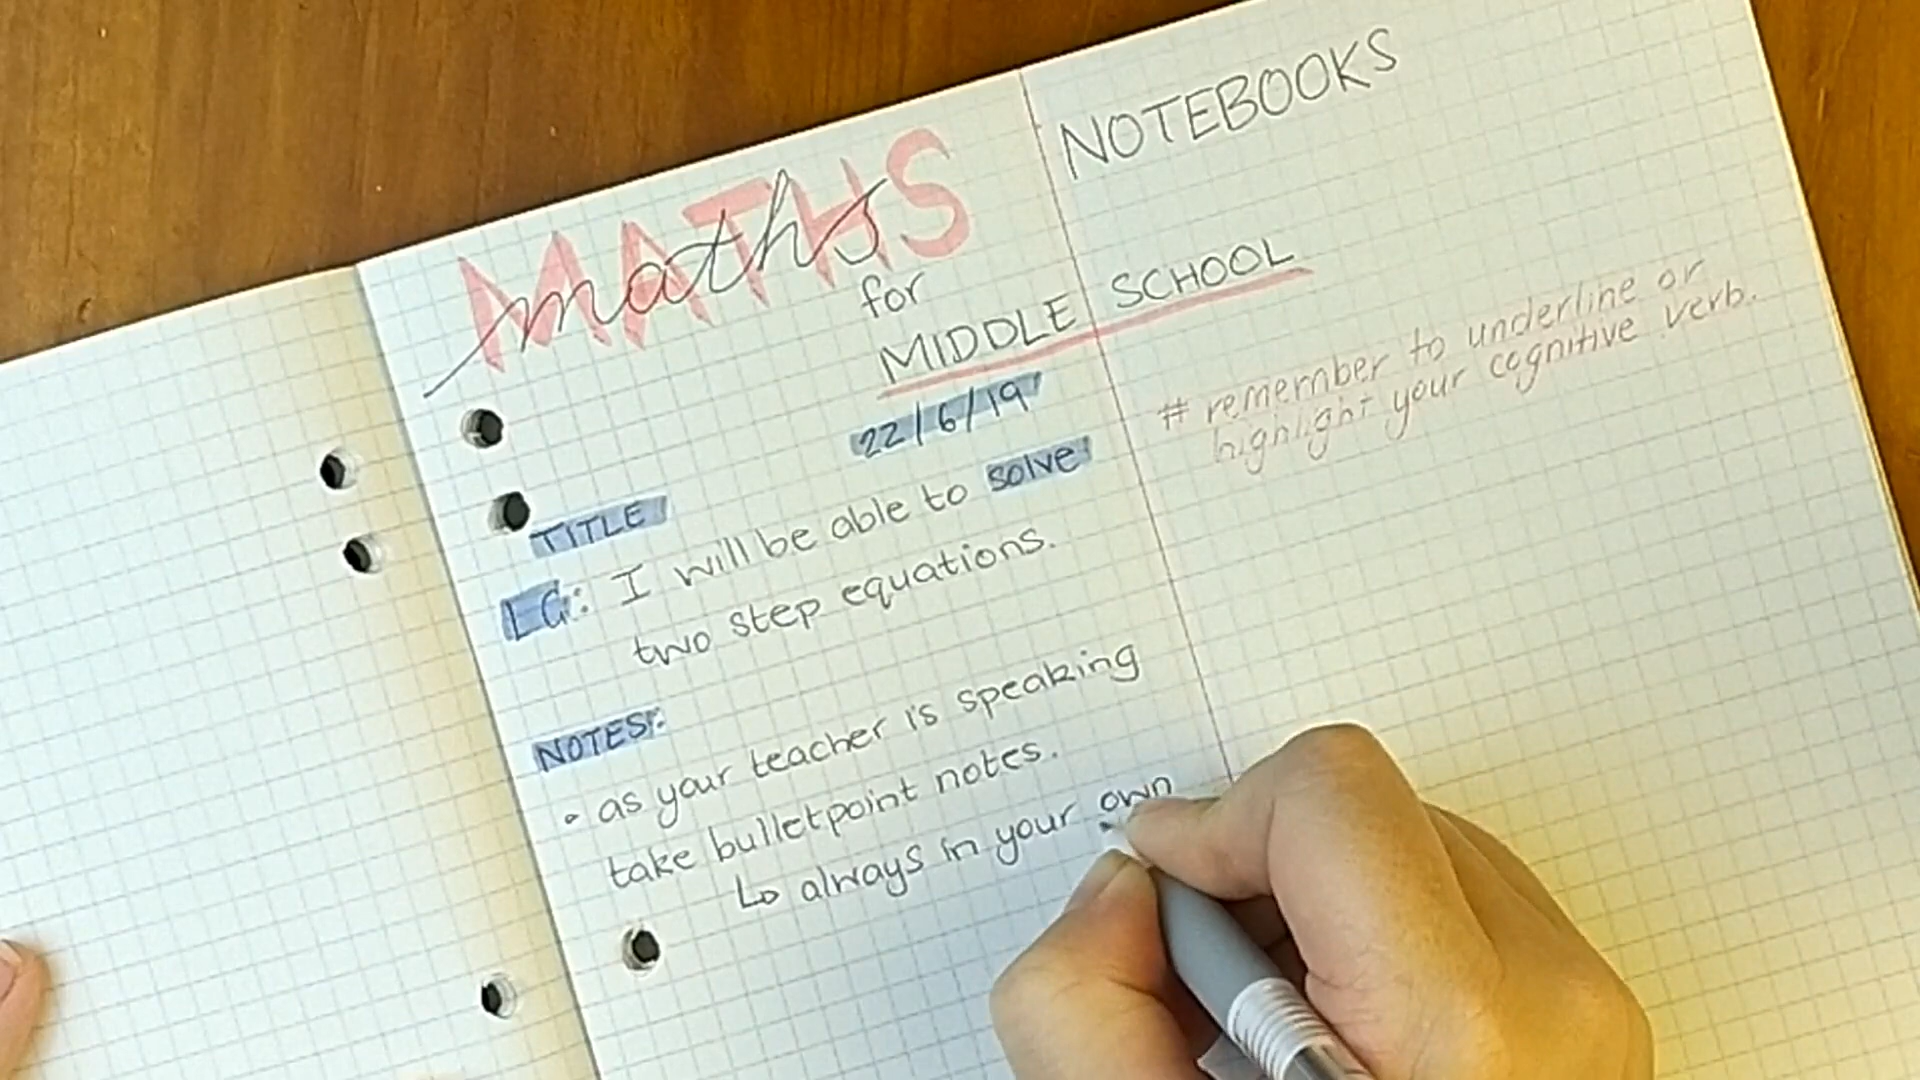 MATHS
maths
NOTEBOOKS
for
MIDDLE SCHOOL
22/6/19
# remember to underline or
highlight your cognitive verb.
TITLE
LG: I will be able to solve
two step equations.
NOTES:
• as your teacher is speaking
take bulletpoint notes.
↳ always in your own